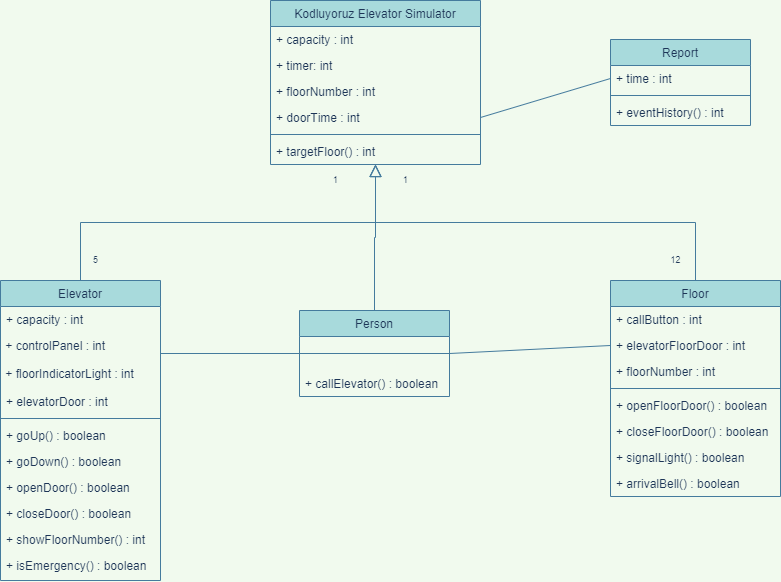 Kodluyoruz Elevator Simulator
+ capacity : int
+ timer: int
+ floorNumber : int
+ doorTime : int
+ targetFloor() : int
Report
+ time : int
+ eventHistory() : int
1
1
5
12
Elevator
+ capacity : int
+ controlPanel : int
+ floorIndicatorLight : int
+ elevatorDoor : int
+ goUp() : boolean
+ goDown() : boolean
+ openDoor() : boolean
+ closeDoor() : boolean
+ showFloorNumber() : int
+ isEmergency() : boolean
Person
+ callElevator() : boolean
Floor
+ callButton : int
+ elevatorFloorDoor : int
+ floorNumber : int
+ openFloorDoor() : boolean
+ closeFloorDoor() : boolean
+ signalLight() : boolean
+ arrivalBell() : boolean